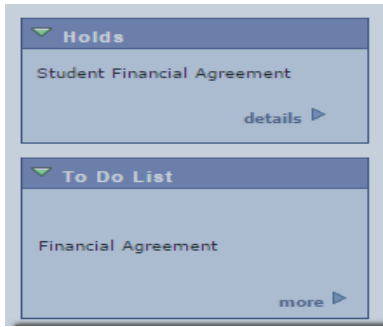 Holds
Student Financial Agreement
details
To Do List
Financial Agreement
more